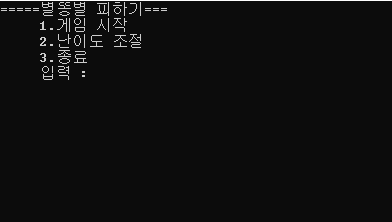 =====별똥별 피하기===
1.게임 시작
2.난이도 조절
3.종료
입력 :